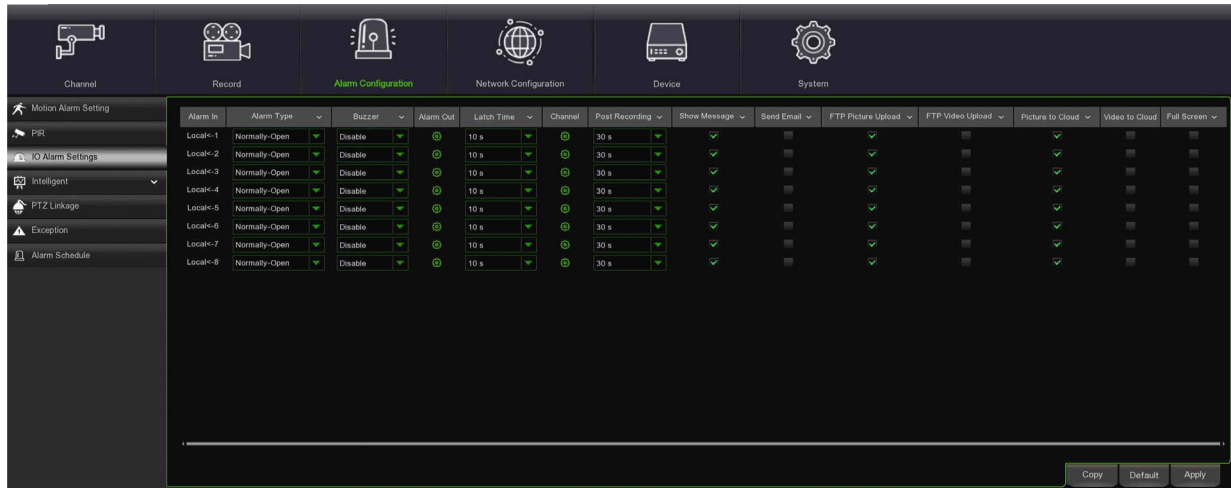 Channel Record Alarm Configuration Network Configuration Device System
Motion Alarm Setting
PIR
IO Alarm Settings
Intelligent
PTZ Linkage
Exception
Alarm Schedule
Alarm In Alarm Type Buzzer Alarm Out Latch Time Channel Post Recording Show Message Send Email FTP Picture Upload FTP Video Upload Picture to Cloud Video to Cloud Full Screen
Local<-1 Normally-Open Disable 10 s 30 s
Local<-2 Normally-Open Disable 10 s 30 s
Local<-3 Normally-Open Disable 10 s 30 s
Local<-4 Normally-Open Disable 10 s 30 s
Local<-5 Normally-Open Disable 10 s 30 s
Local<-6 Normally-Open Disable 10 s 30 s
Local<-7 Normally-Open Disable 10 s 30 s
Local<-8 Normally-Open Disable 10 s 30 s
Copy Default Apply